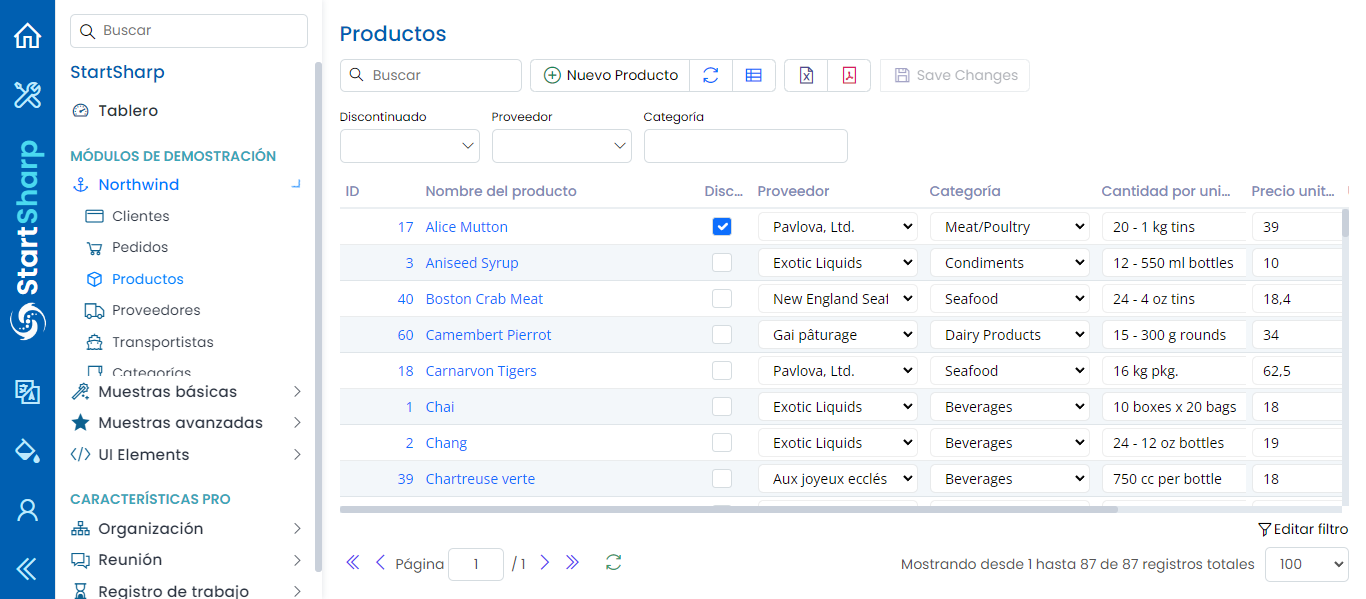 StartSharp
Buscar
StartSharp
Tablero
MÓDULOS DE DEMOSTRACIÓN
Northwind
Clientes
Pedidos
Productos
Proveedores
Transportistas
Categorías
Muestras básicas
Muestras avanzadas
UI Elements
CARACTERÍSTICAS PRO
Organización
Reunión
Registro de trabajo
Productos
Buscar Nuevo Producto Save Changes
Discontinuado Proveedor Categoría
ID Nombre del producto Disc... Proveedor Categoría Cantidad por uni... Precio unit...
17 Alice Mutton Pavlova, Ltd. Meat/Poultry 20 - 1 kg tins 39
3 Aniseed Syrup Exotic Liquids Condiments 12 - 550 ml bottles 10
40 Boston Crab Meat New England Seaf Seafood 24 - 4 oz tins 18,4
60 Camembert Pierrot Gai pâturage Dairy Products 15 - 300 g rounds 34
18 Carnarvon Tigers Pavlova, Ltd. Seafood 16 kg pkg. 62,5
1 Chai Exotic Liquids Beverages 10 boxes x 20 bags 18
2 Chang Exotic Liquids Beverages 24 - 12 oz bottles 19
39 Chartreuse verte Aux joyeux ecclés Beverages 750 cc per bottle 18
Editar filtro
Página 1 / 1 Mostrando desde 1 hasta 87 de 87 registros totales 100